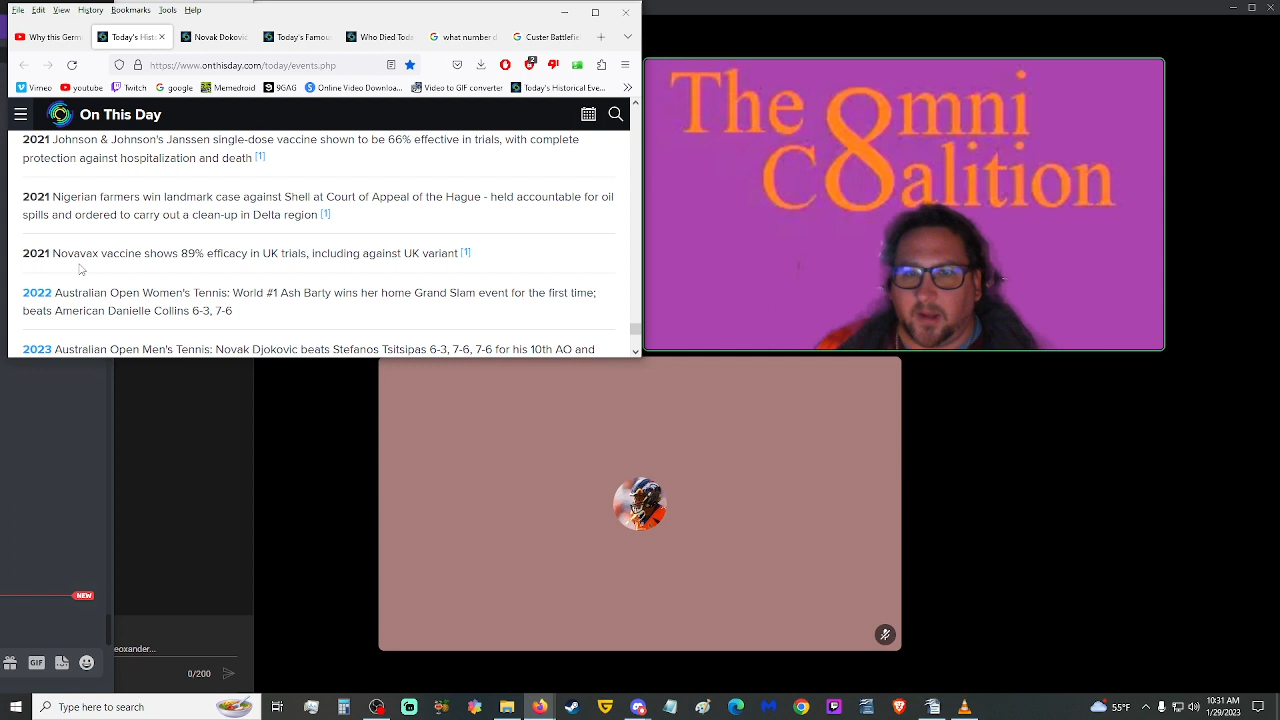 File Edit View History Bookmarks Tools Help
Why this Germ
Today's Hist
Novak Dokovic
Today's Famou
Who Died Toda
what number d
Custer Battlefie
https://www.onthisday.com/today/events.php
2
Vimeo
youtube
Twitch
google
Memedroid
9GAG
Online Video Download...
Video to GIF converter
Today's Historical Eve...
On This Day
2021 Johnson & Johnson's Janssen single-dose vaccine shown to be 66% effective in trials, with complete
protection against hospitalization and death [1]
2021 Nigerian farmers win landmark case against Shell at Court of Appeal of the Hague - held accountable for oil
spills and ordered to carry out a clean-up in Delta region [1]
2021 Novavax vaccine shows 89% efficacy in UK trials, including against UK variant [1]
2022 Australian Open Women's Tennis: World #1 Ash Barty wins her home Grand Slam event for the first time;
beats American Danielle Collins 6-3, 7-6
2023 Australian Open Men's Tennis: Novak Djokovic beats Stefanos Tsitsipas 6-3, 7-6, 7-6 for his 10th AO and
The 8mni
C8alition
NEW
eoxander...
GIF
0/200
Type here to search
55°F
10:31 AM
1/29/2023